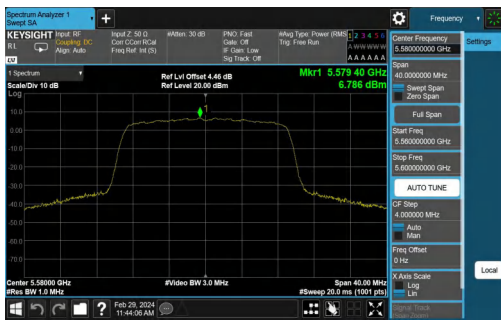 Spectrum Analyzer 1
Swept SA
+
Frequency
KEYSIGHT
RL
Input: RF
Coupling: DC
Align: Auto
Input Z: 50 Ω
Corr CCorr RCal
Freq Ref: Int (S)
#Atten: 30 dB
PNO: Fast
Gate: Off
IF Gain: Low
Sig Track: Off
#Avg Type: Power (RMS
Trig: Free Run
1 2 3 4 5 6
A W W W W W
A A A A A A
1 Spectrum
Scale/Div 10 dB
Ref Lvl Offset 4.46 dB
Ref Level 20.00 dBm
Mkr1 5.579 40 GHz
6.786 dBm
Log
1
10.0
0.00
-10.0
-20.0
-30.0
-40.0
-50.0
-60.0
-70.0
Center 5.58000 GHz
#Res BW 1.0 MHz
#Video BW 3.0 MHz
Span 40.00 MHz
#Sweep 20.0 ms (1001 pts)
Feb 29, 2024
11:44:06 AM
?
Center Frequency
5.580000000 GHz
Span
40.0000000 MHz
Swept Span
Zero Span
Full Span
Start Freq
5.560000000 GHz
Stop Freq
5.600000000 GHz
AUTO TUNE
CF Step
4.000000 MHz
Auto
Man
Freq Offset
0 Hz
X Axis Scale
Log
Lin
Signal Track
Settings
Local